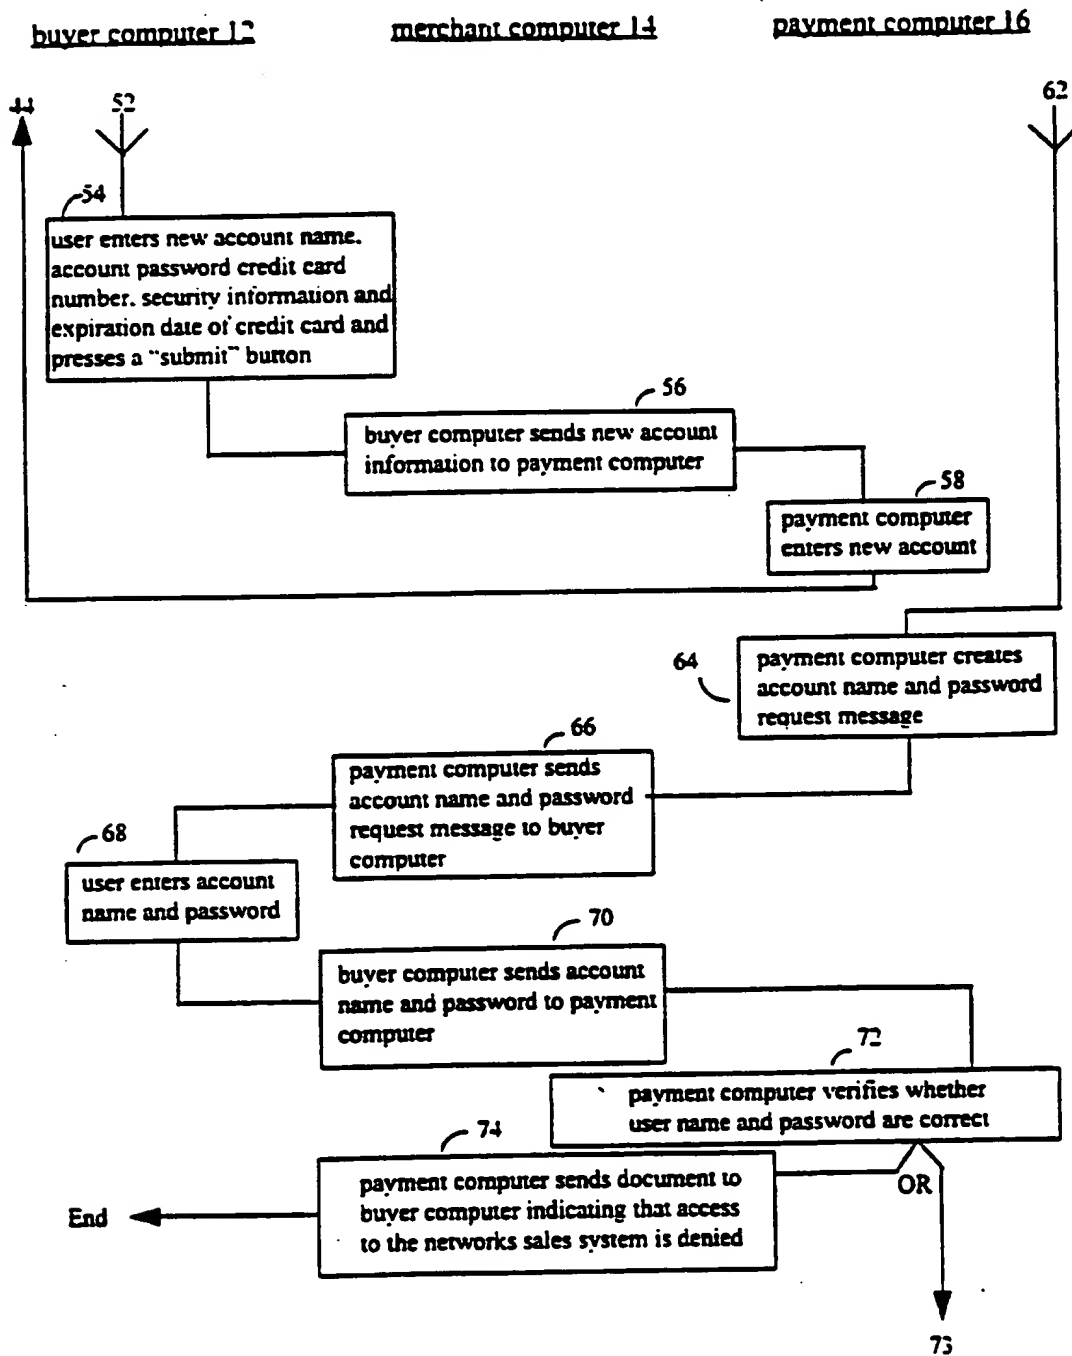 buyer computer 12
merchant computer 14
payment computer 16
44
52
62
54
user enters new account name.
account password credit card
number. security information and
expiration date of credit card and
presses a "submit" button
56
buyer computer sends new account
information to payment computer
58
payment computer
enters new account
64
payment computer creates
account name and password
request message
66
payment computer sends
account name and password
request message to buyer
computer
68
user enters account
name and password
70
buyer computer sends account
name and password to payment
computer
72
payment computer verifies whether
user name and password are correct
74
payment computer sends document to
buyer computer indicating that access
to the networks sales system is denied
OR
End